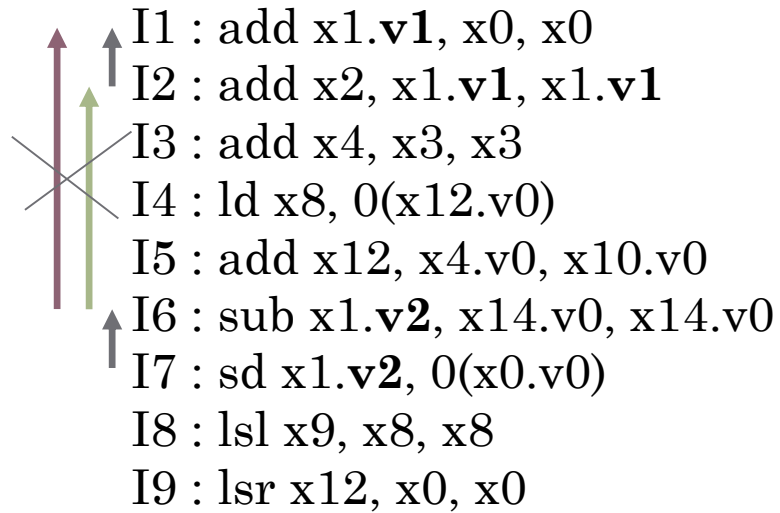 I1 : add x1.v1, x0, x0
I2 : add x2, x1.v1, x1.v1
I3 : add x4, x3, x3
I4 : ld x8, 0(x12.v0)
I5 : add x12, x4.v0, x10.v0
I6 : sub x1.v2, x14.v0, x14.v0
I7 : sd x1.v2, 0(x0.v0)
I8 : lsl x9, x8, x8
I9 : lsr x12, x0, x0